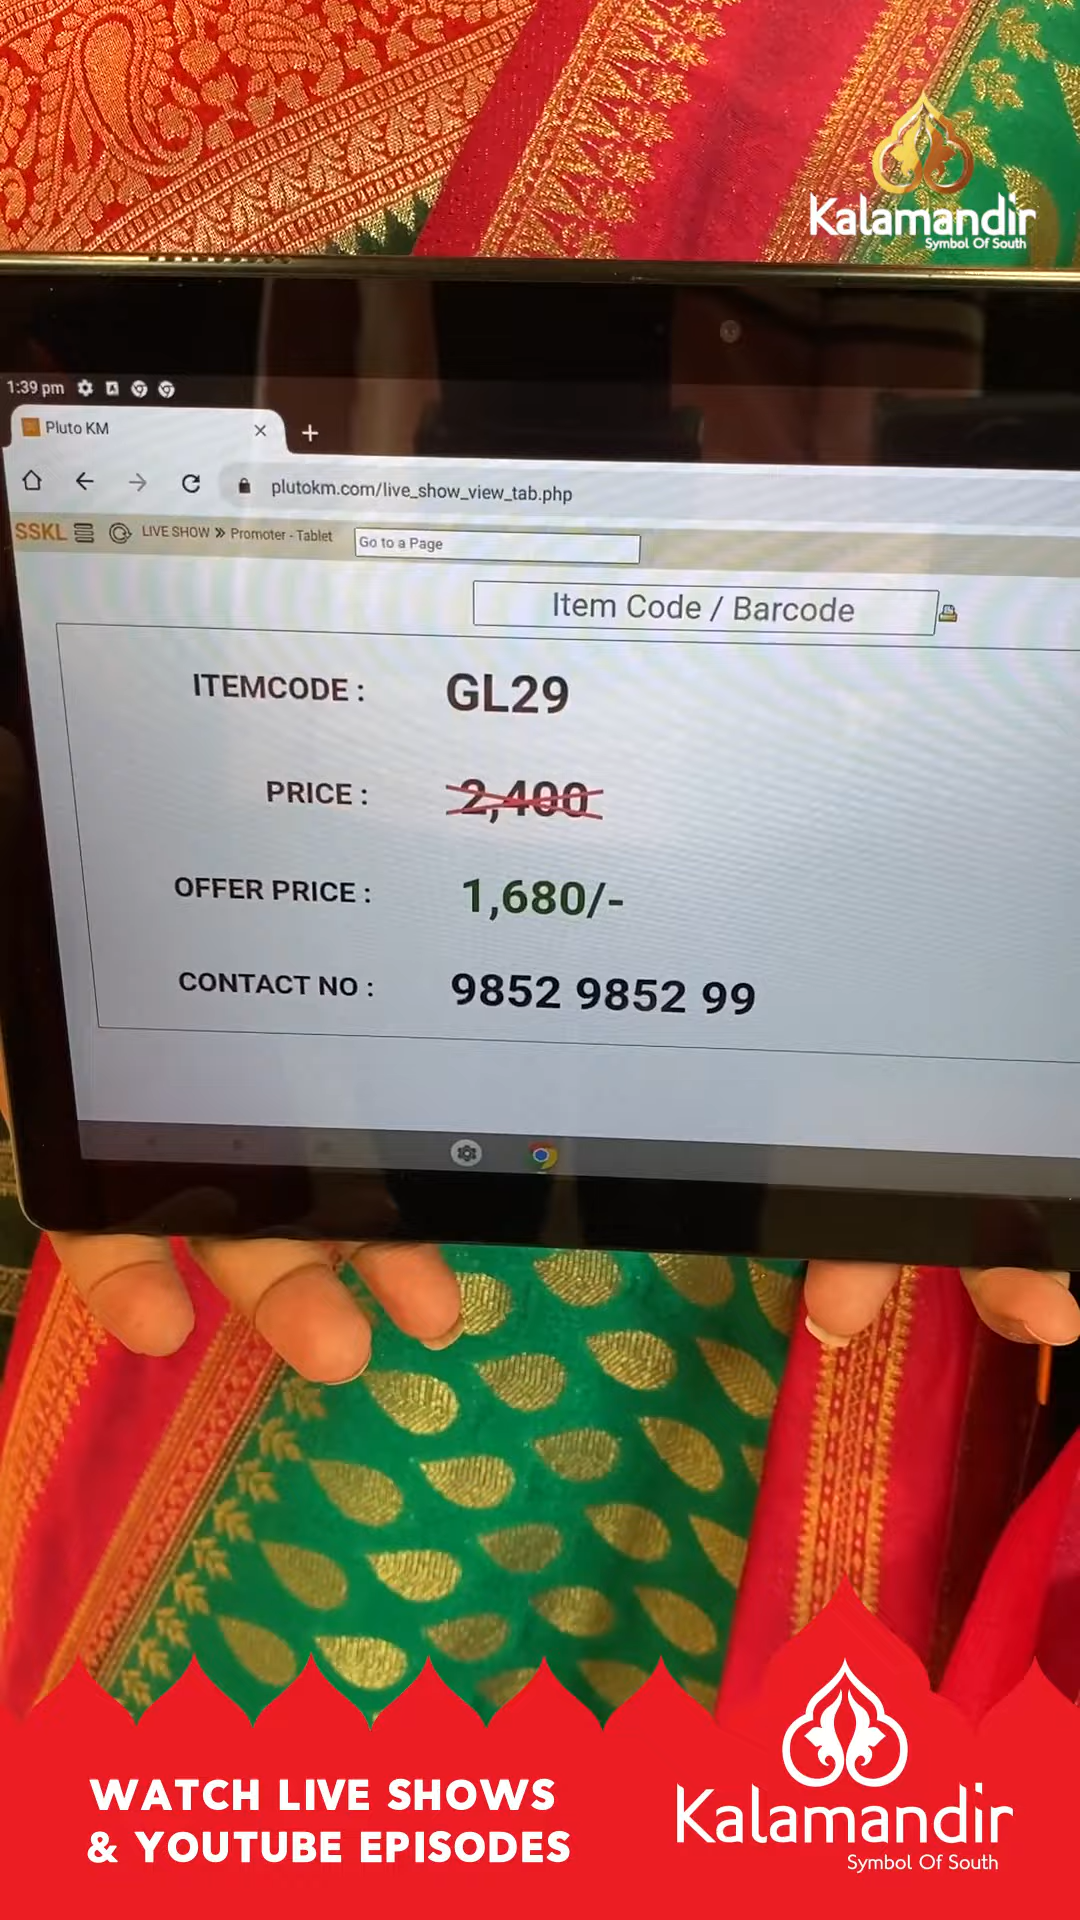 Kalamandir
Symbol Of South
1:39 pm
Pluto KM
plutokm.com/live_show_view_tab.php
SSKL LIVE SHOW » Promoter - Tablet Go to a Page
Item Code / Barcode
ITEMCODE : GL29
PRICE : 2,400
OFFER PRICE : 1,680/-
CONTACT NO : 9852 9852 99
WATCH LIVE SHOWS
& YOUTUBE EPISODES
Kalamandir
Symbol Of South